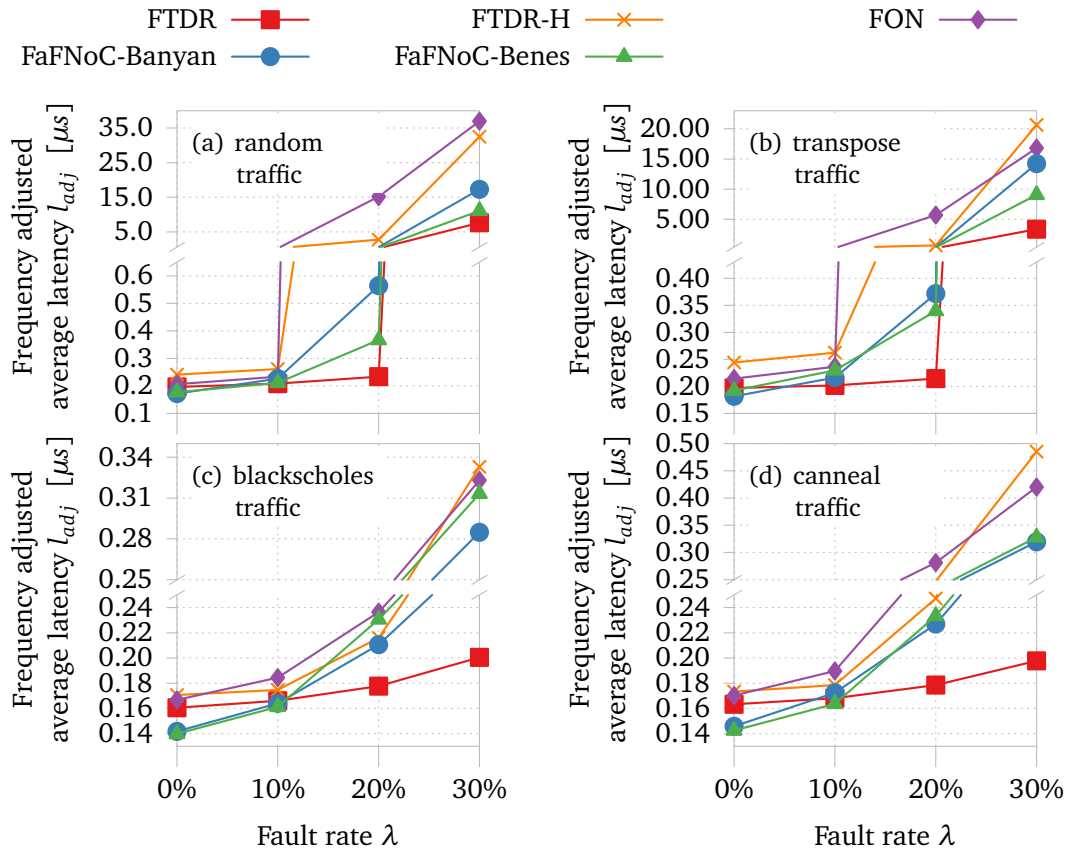 FTDR FTDR-H FON
FaFNoC-Banyan FaFNoC-Benes
Frequency adjusted
average latency l_adj [μs]
35.0
25.0
15.0
5.0
0.6
0.5
0.4
0.3
0.2
0.1
(a) random
traffic
Frequency adjusted
average latency l_adj [μs]
20.00
15.00
10.00
5.00
0.40
0.35
0.30
0.25
0.20
0.15
(b) transpose
traffic
Frequency adjusted
average latency l_adj [μs]
0.34
0.31
0.28
0.25
0.24
0.22
0.20
0.18
0.16
0.14
(c) blackscholes
traffic
0% 10% 20% 30%
Fault rate λ
Frequency adjusted
average latency l_adj [μs]
0.50
0.45
0.40
0.35
0.30
0.25
0.24
0.22
0.20
0.18
0.16
0.14
(d) canneal
traffic
0% 10% 20% 30%
Fault rate λ